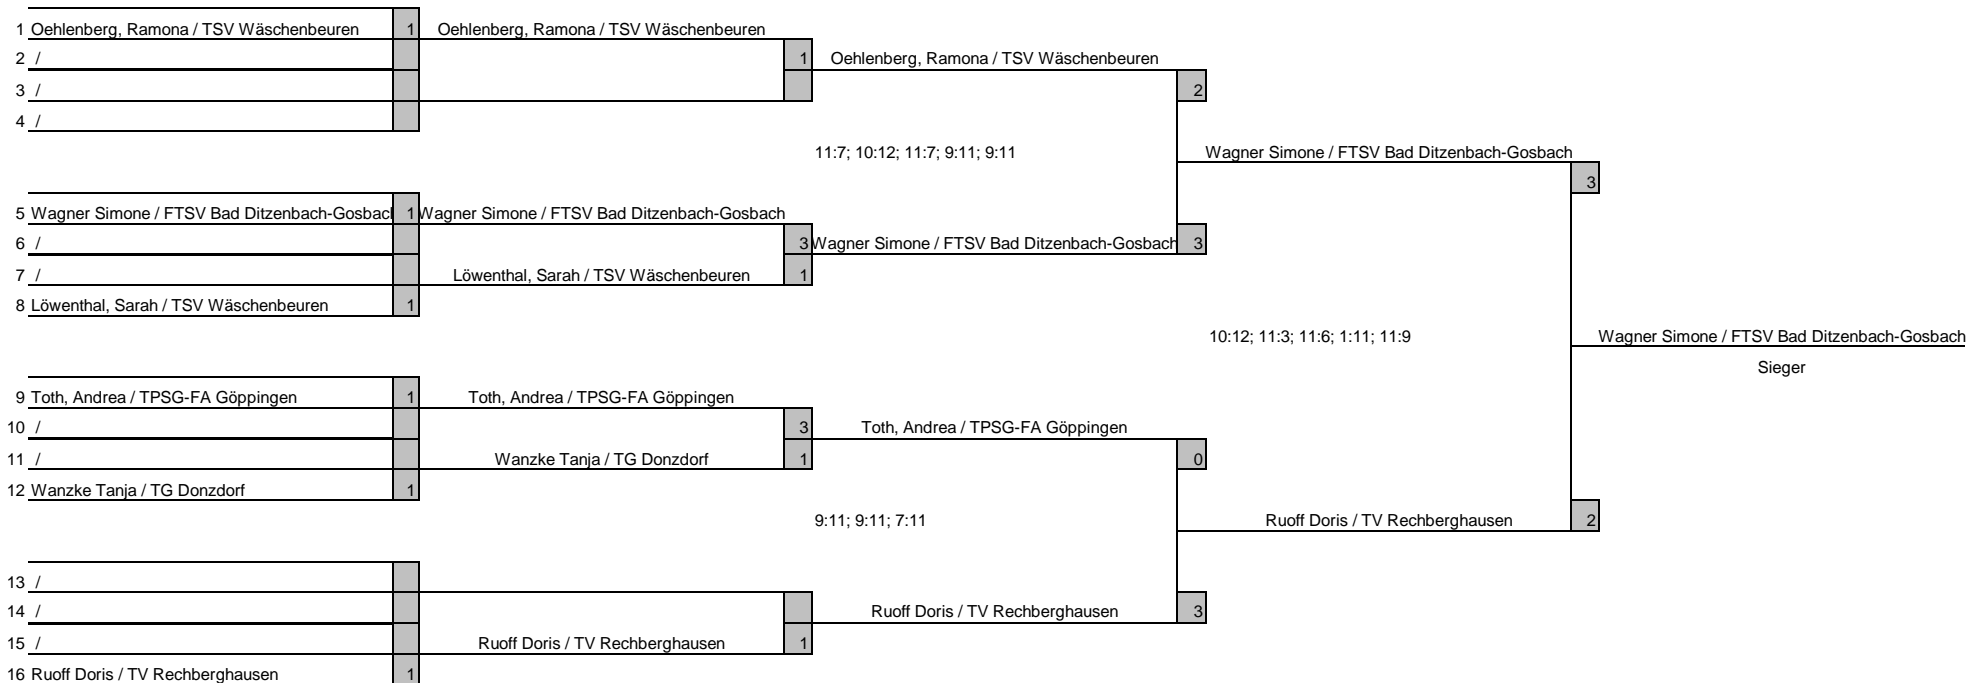 1 Oehlenberg, Ramona / TSV Wäschenbeuren 1 Oehlenberg, Ramona / TSV Wäschenbeuren
2 / 1 Oehlenberg, Ramona / TSV Wäschenbeuren
3 / 2
4 /
11:7; 10:12; 11:7; 9:11; 9:11 Wagner Simone / FTSV Bad Ditzenbach-Gosbach
3
5 Wagner Simone / FTSV Bad Ditzenbach-Gosbac 1 Wagner Simone / FTSV Bad Ditzenbach-Gosbach
6 / 3 Wagner Simone / FTSV Bad Ditzenbach-Gosbach 3
7 / Löwenthal, Sarah / TSV Wäschenbeuren 1
8 Löwenthal, Sarah / TSV Wäschenbeuren 1
10:12; 11:3; 11:6; 1:11; 11:9 Wagner Simone / FTSV Bad Ditzenbach-Gosbach
Sieger
9 Toth, Andrea / TPSG-FA Göppingen 1 Toth, Andrea / TPSG-FA Göppingen
10 / 3 Toth, Andrea / TPSG-FA Göppingen
11 / Wanzke Tanja / TG Donzdorf 1 0
12 Wanzke Tanja / TG Donzdorf 1
9:11; 9:11; 7:11 Ruoff Doris / TV Rechberghausen 2
13 /
14 / Ruoff Doris / TV Rechberghausen 3
15 / Ruoff Doris / TV Rechberghausen 1
16 Ruoff Doris / TV Rechberghausen 1